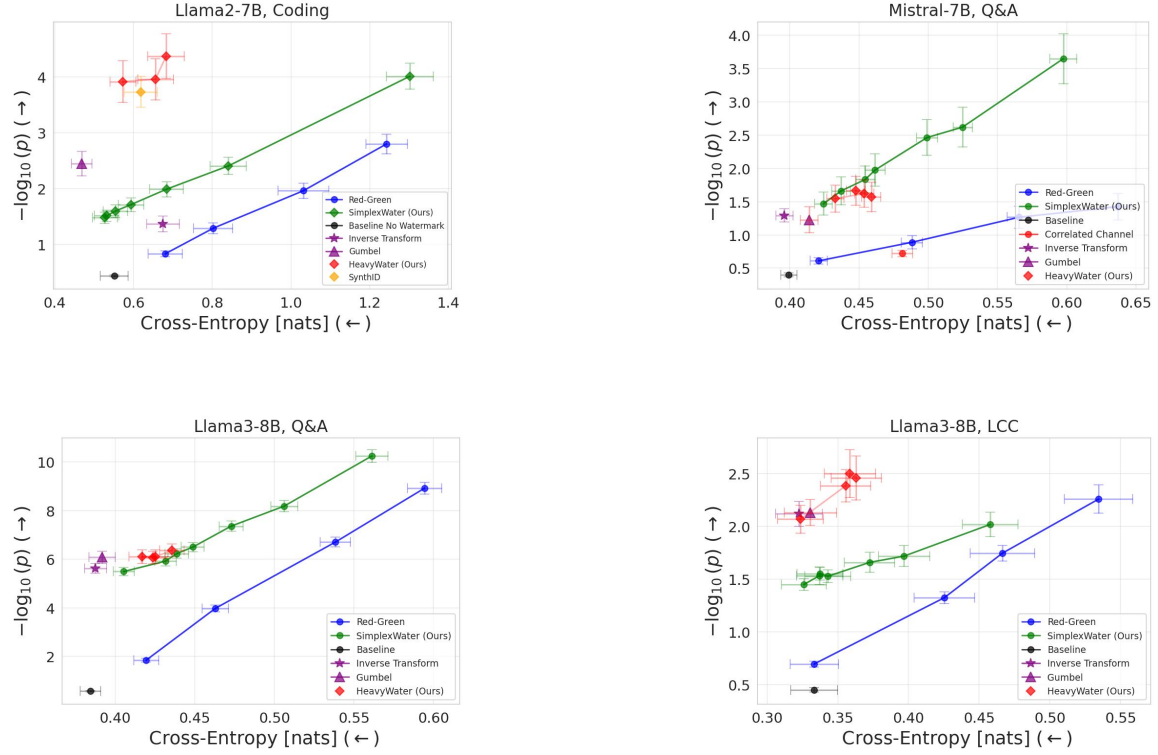 Llama2-7B, Coding
4
3
2
1
0.4
0.6
0.8
1.0
1.2
1.4
−log₁₀(p) (→)
Cross-Entropy [nats] (←)
Red-Green
SimplexWater (Ours)
Baseline No Watermark
Inverse Transform
Gumbel
HeavyWater (Ours)
SynthID
Mistral-7B, Q&A
4.0
3.5
3.0
2.5
2.0
1.5
1.0
0.5
0.40
0.45
0.50
0.55
0.60
0.65
−log₁₀(p) (→)
Cross-Entropy [nats] (←)
Red-Green
SimplexWater (Ours)
Baseline
Correlated Channel
Inverse Transform
Gumbel
HeavyWater (Ours)
Llama3-8B, Q&A
10
8
6
4
2
0.40
0.45
0.50
0.55
0.60
−log₁₀(p) (→)
Cross-Entropy [nats] (←)
Red-Green
SimplexWater (Ours)
Baseline
Inverse Transform
Gumbel
HeavyWater (Ours)
Llama3-8B, LCC
2.5
2.0
1.5
1.0
0.5
0.30
0.35
0.40
0.45
0.50
0.55
−log₁₀(p) (→)
Cross-Entropy [nats] (←)
Red-Green
SimplexWater (Ours)
Baseline
Inverse Transform
Gumbel
HeavyWater (Ours)